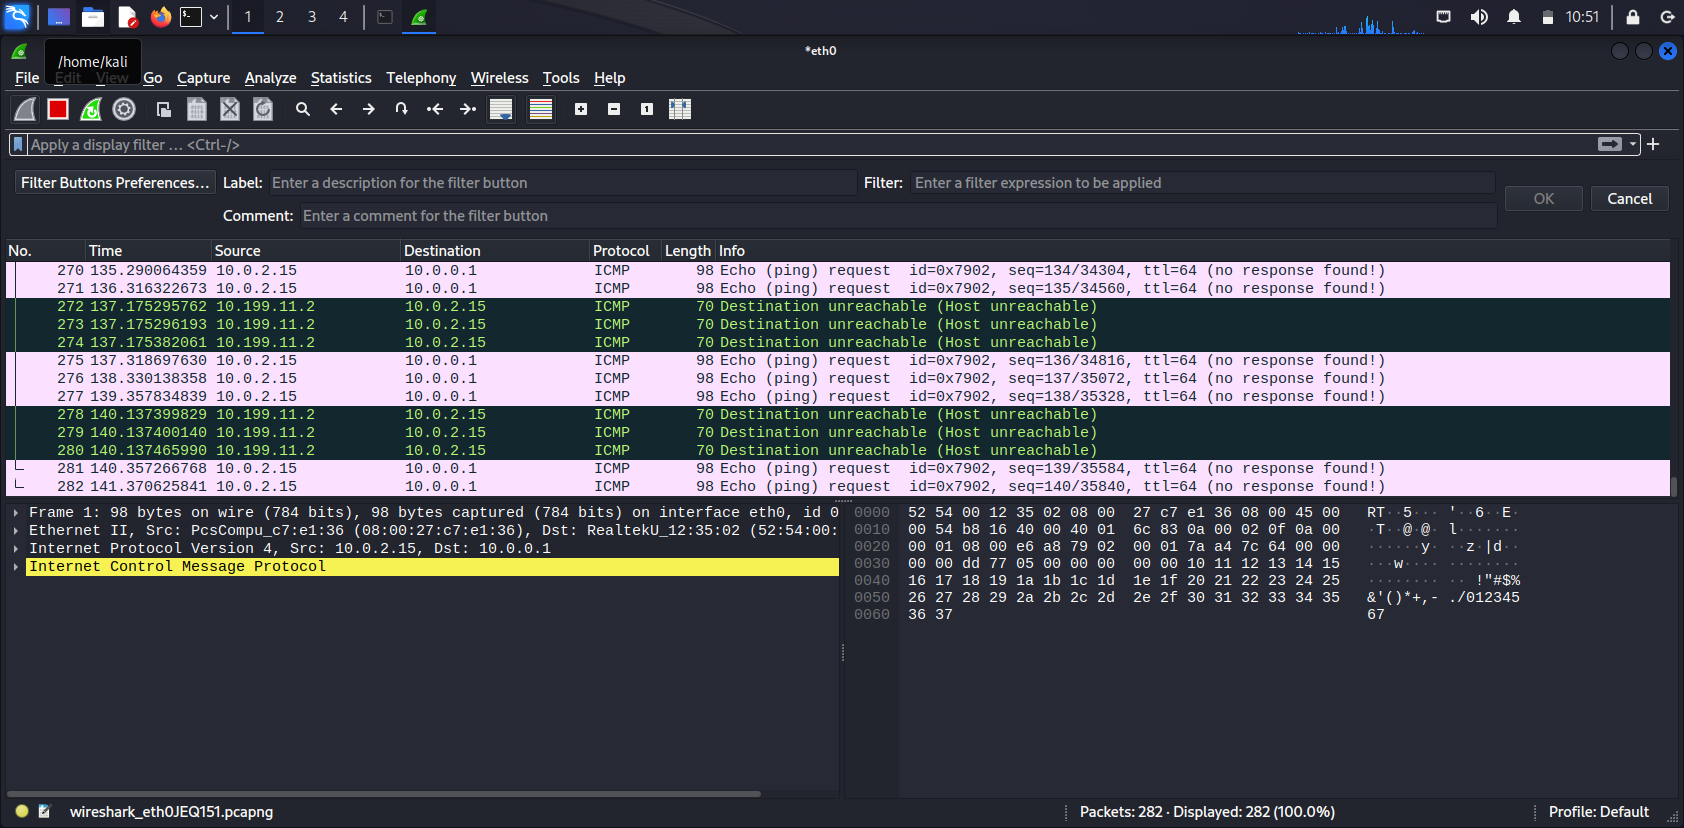 1 2 3 4 10:51
/home/kali
*eth0
File Edit View Go Capture Analyze Statistics Telephony Wireless Tools Help
Apply a display filter … <Ctrl-/>
Filter Buttons Preferences… Label: Enter a description for the filter button Filter: Enter a filter expression to be applied OK Cancel
Comment: Enter a comment for the filter button
No. Time Source Destination Protocol Length Info
270 135.290064359 10.0.2.15 10.0.0.1 ICMP 98 Echo (ping) request id=0x7902, seq=134/34304, ttl=64 (no response found!)
271 136.316322673 10.0.2.15 10.0.0.1 ICMP 98 Echo (ping) request id=0x7902, seq=135/34560, ttl=64 (no response found!)
272 137.175295762 10.199.11.2 10.0.2.15 ICMP 70 Destination unreachable (Host unreachable)
273 137.175296193 10.199.11.2 10.0.2.15 ICMP 70 Destination unreachable (Host unreachable)
274 137.175382061 10.199.11.2 10.0.2.15 ICMP 70 Destination unreachable (Host unreachable)
275 137.318697630 10.0.2.15 10.0.0.1 ICMP 98 Echo (ping) request id=0x7902, seq=136/34816, ttl=64 (no response found!)
276 138.330138358 10.0.2.15 10.0.0.1 ICMP 98 Echo (ping) request id=0x7902, seq=137/35072, ttl=64 (no response found!)
277 139.357834839 10.0.2.15 10.0.0.1 ICMP 98 Echo (ping) request id=0x7902, seq=138/35328, ttl=64 (no response found!)
278 140.137399829 10.199.11.2 10.0.2.15 ICMP 70 Destination unreachable (Host unreachable)
279 140.137400140 10.199.11.2 10.0.2.15 ICMP 70 Destination unreachable (Host unreachable)
280 140.137465990 10.199.11.2 10.0.2.15 ICMP 70 Destination unreachable (Host unreachable)
281 140.357266768 10.0.2.15 10.0.0.1 ICMP 98 Echo (ping) request id=0x7902, seq=139/35584, ttl=64 (no response found!)
282 141.370625841 10.0.2.15 10.0.0.1 ICMP 98 Echo (ping) request id=0x7902, seq=140/35840, ttl=64 (no response found!)
Frame 1: 98 bytes on wire (784 bits), 98 bytes captured (784 bits) on interface eth0, id 0
Ethernet II, Src: PcsCompu_c7:e1:36 (08:00:27:c7:e1:36), Dst: RealtekU_12:35:02 (52:54:00:
Internet Protocol Version 4, Src: 10.0.2.15, Dst: 10.0.0.1
Internet Control Message Protocol
0000 52 54 00 12 35 02 08 00 27 c7 e1 36 08 00 45 00 RT··5··· '··6··E·
0010 00 54 b8 16 40 00 40 01 6c 83 0a 00 02 0f 0a 00 ·T··@·@· l·······
0020 00 01 08 00 e6 a8 79 02 00 01 7a a4 7c 64 00 00 ······y· ··z·|d··
0030 00 00 dd 77 05 00 00 00 00 00 10 11 12 13 14 15 ···w···· ········
0040 16 17 18 19 1a 1b 1c 1d 1e 1f 20 21 22 23 24 25 ········ ·· !"#$%
0050 26 27 28 29 2a 2b 2c 2d 2e 2f 30 31 32 33 34 35 &'()*+,- ./012345
0060 36 37 67
wireshark_eth0JEQ151.pcapng Packets: 282 · Displayed: 282 (100.0%) Profile: Default